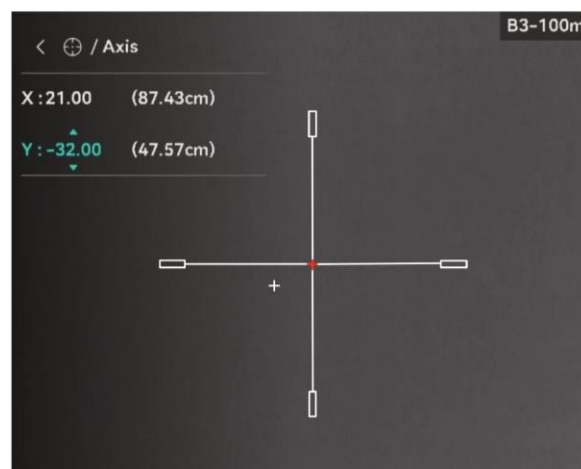 B3-100m
/ Axis
X : 21.00 (87.43cm)
Y : -32.00 (47.57cm)